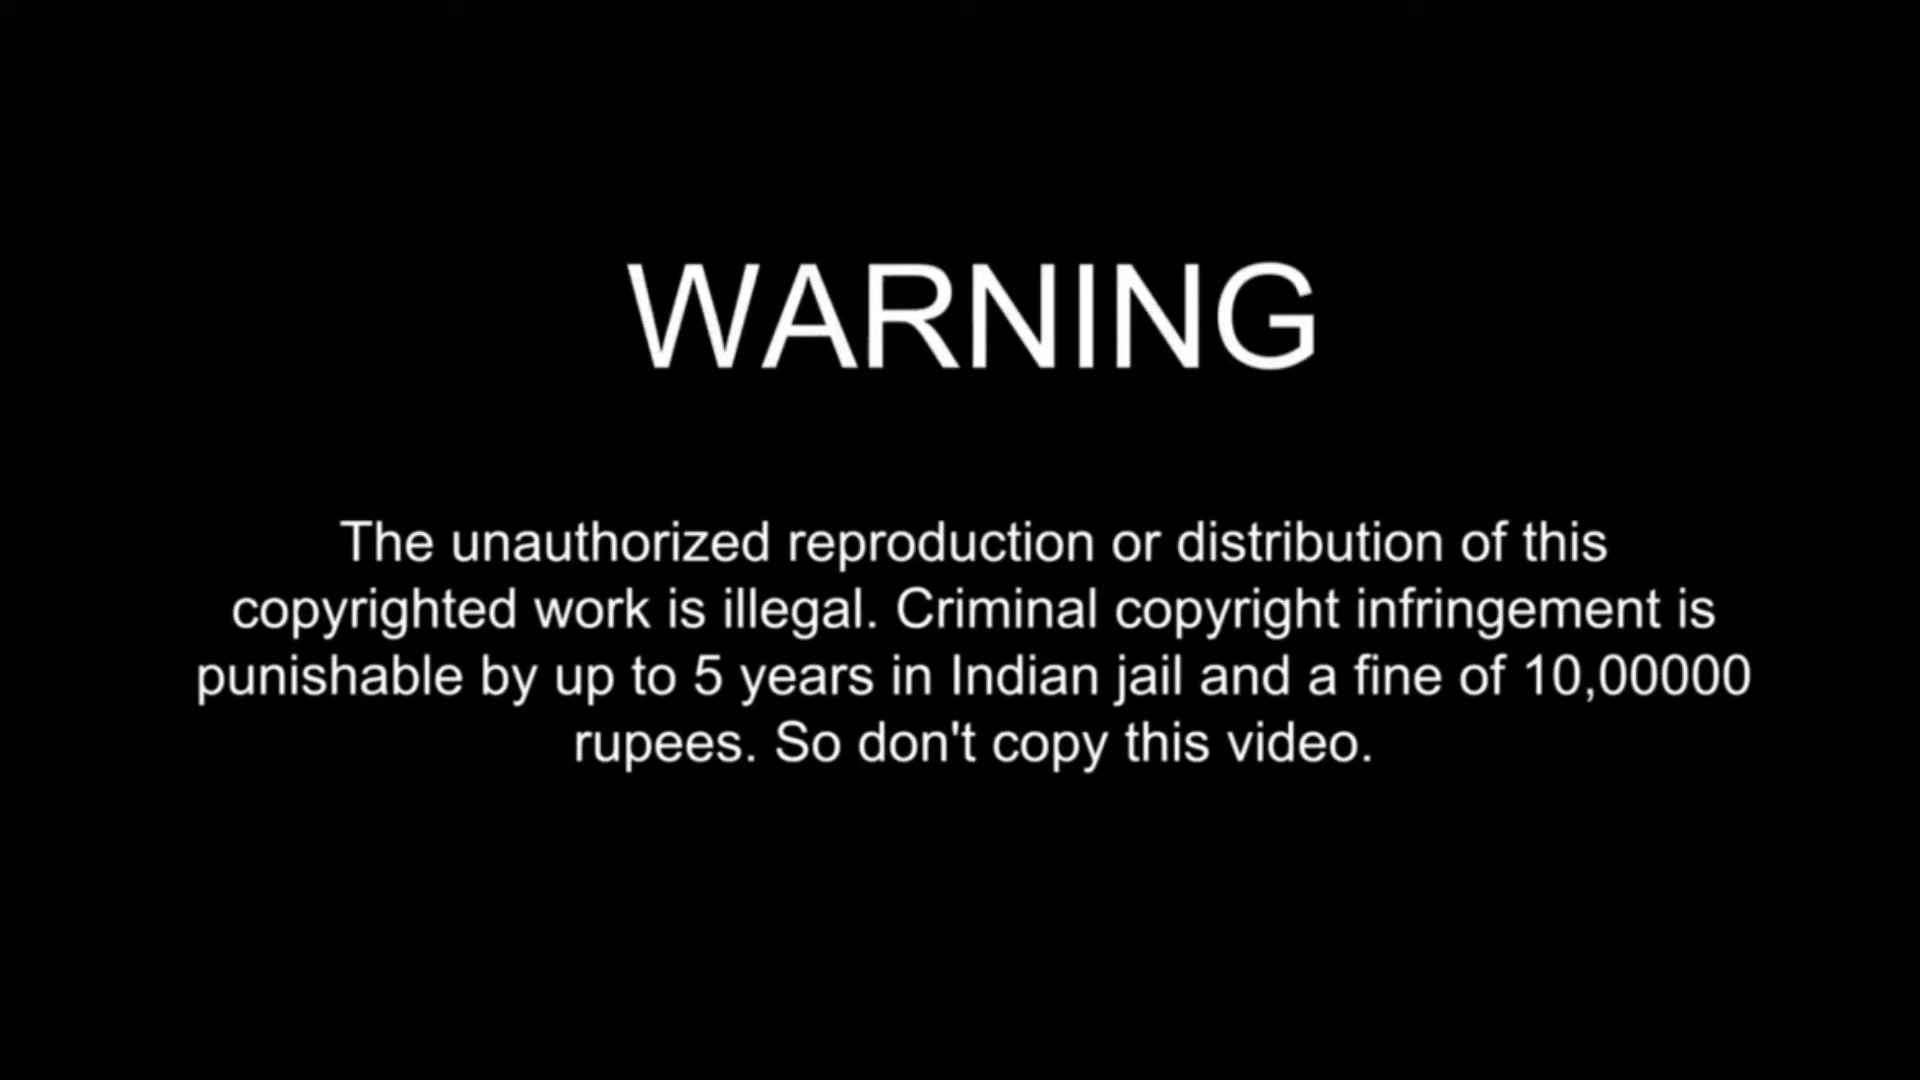 WARNING
The unauthorized reproduction or distribution of this
copyrighted work is illegal. Criminal copyright infringement is
punishable by up to 5 years in Indian jail and a fine of 10,00000
rupees. So don't copy this video.